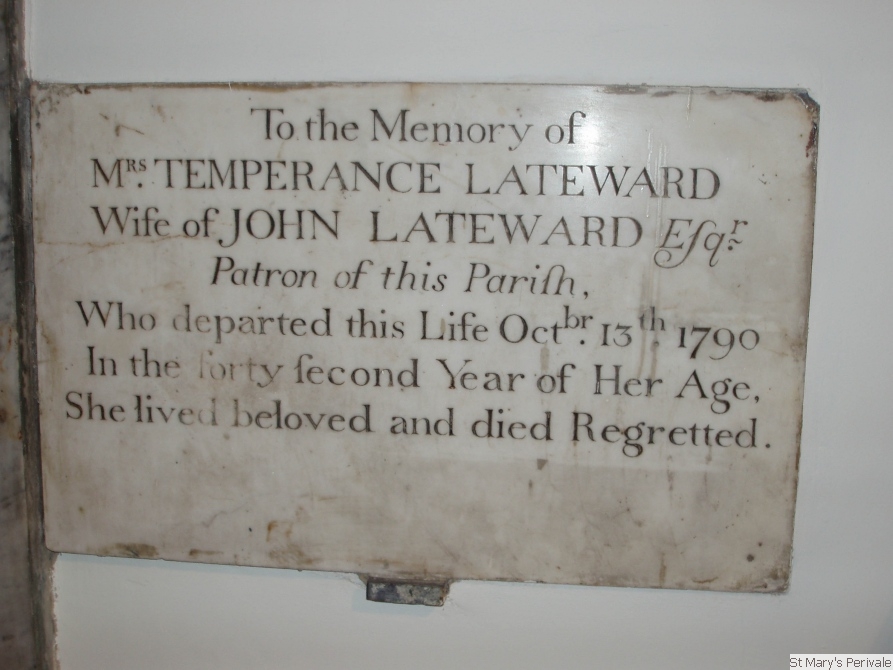 To the Memory of
Mrs. TEMPERANCE LATEWARD
Wife of JOHN LATEWARD Eſqr.
Patron of this Pariſh,
Who departed this Life Octbr. 13th. 1790
In the forty ſecond Year of Her Age,
She lived beloved and died Regretted.
St Mary's Perivale